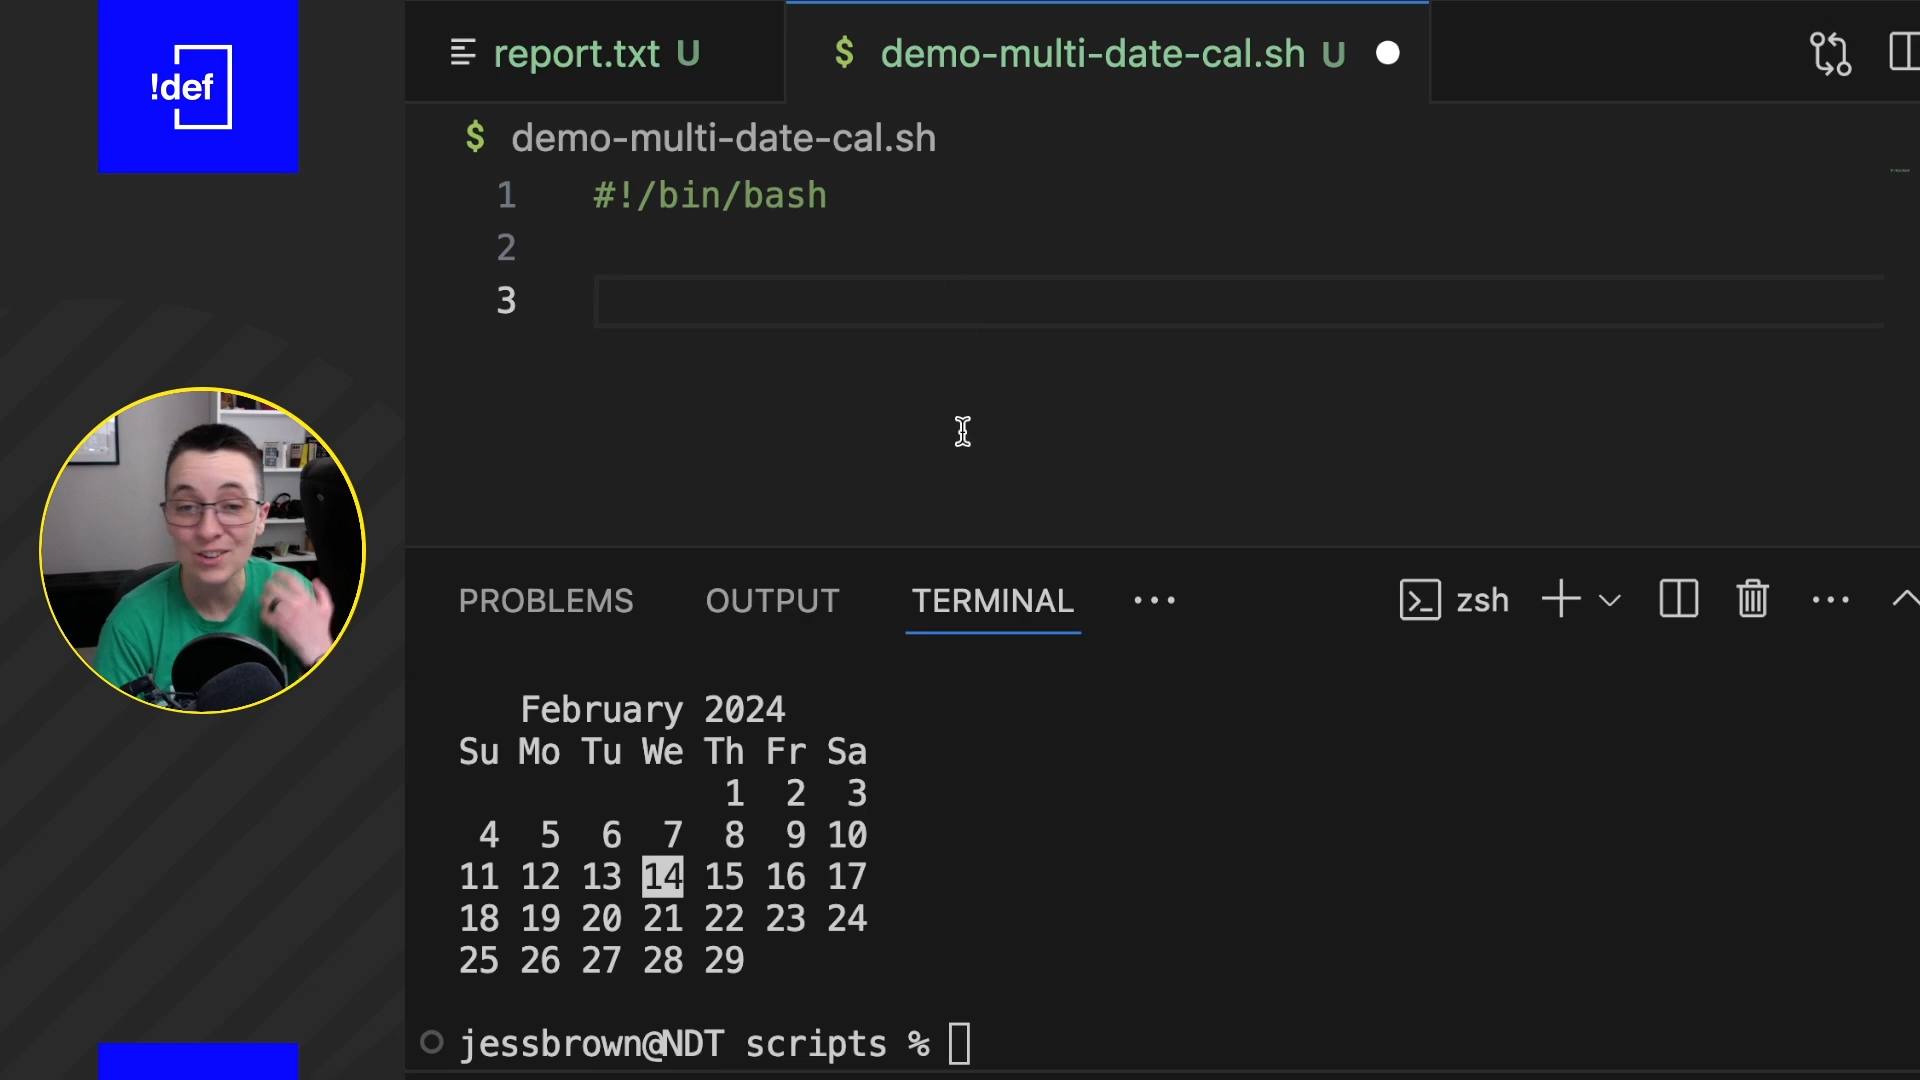 !def
report.txt U
$ demo-multi-date-cal.sh U
$ demo-multi-date-cal.sh
1 #!/bin/bash
2
3
PROBLEMS OUTPUT TERMINAL ... zsh
February 2024
Su Mo Tu We Th Fr Sa
1 2 3
4 5 6 7 8 9 10
11 12 13 14 15 16 17
18 19 20 21 22 23 24
25 26 27 28 29
jessbrown@NDT scripts %